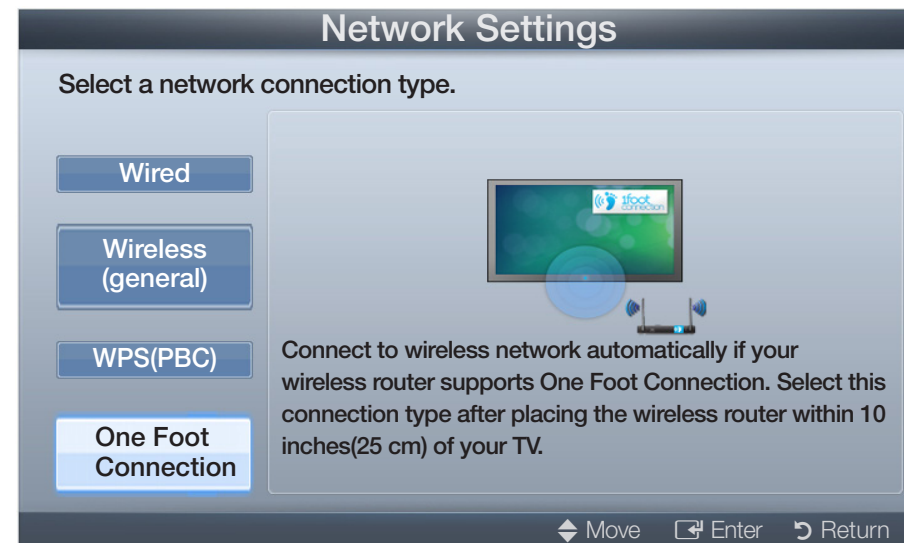 Network Settings
Select a network connection type.
Wired
Wireless
(general)
WPS(PBC)
One Foot
Connection
1foot
connection
Connect to wireless network automatically if your
wireless router supports One Foot Connection. Select this
connection type after placing the wireless router within 10
inches(25 cm) of your TV.
Move Enter Return